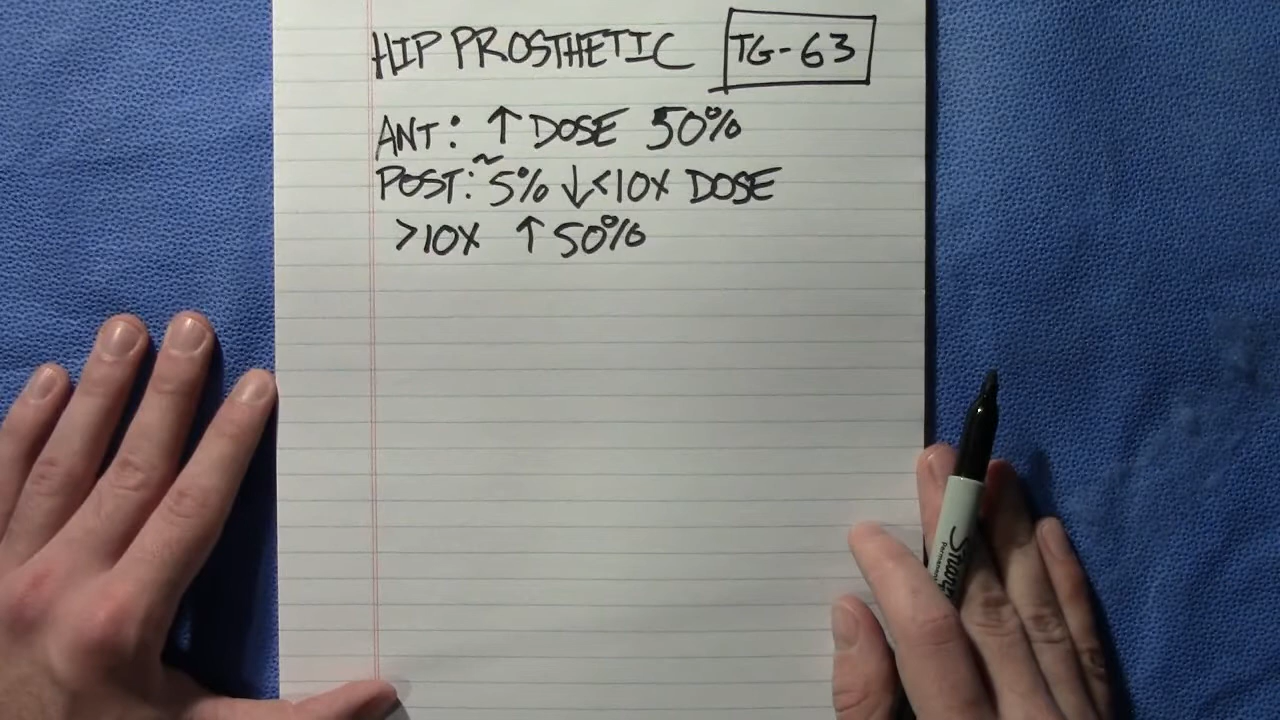 HIP PROSTHETIC TG-63
ANT: ↑ DOSE 50%
POST: ~5% ↓ <10X DOSE
>10X ↑ 50%